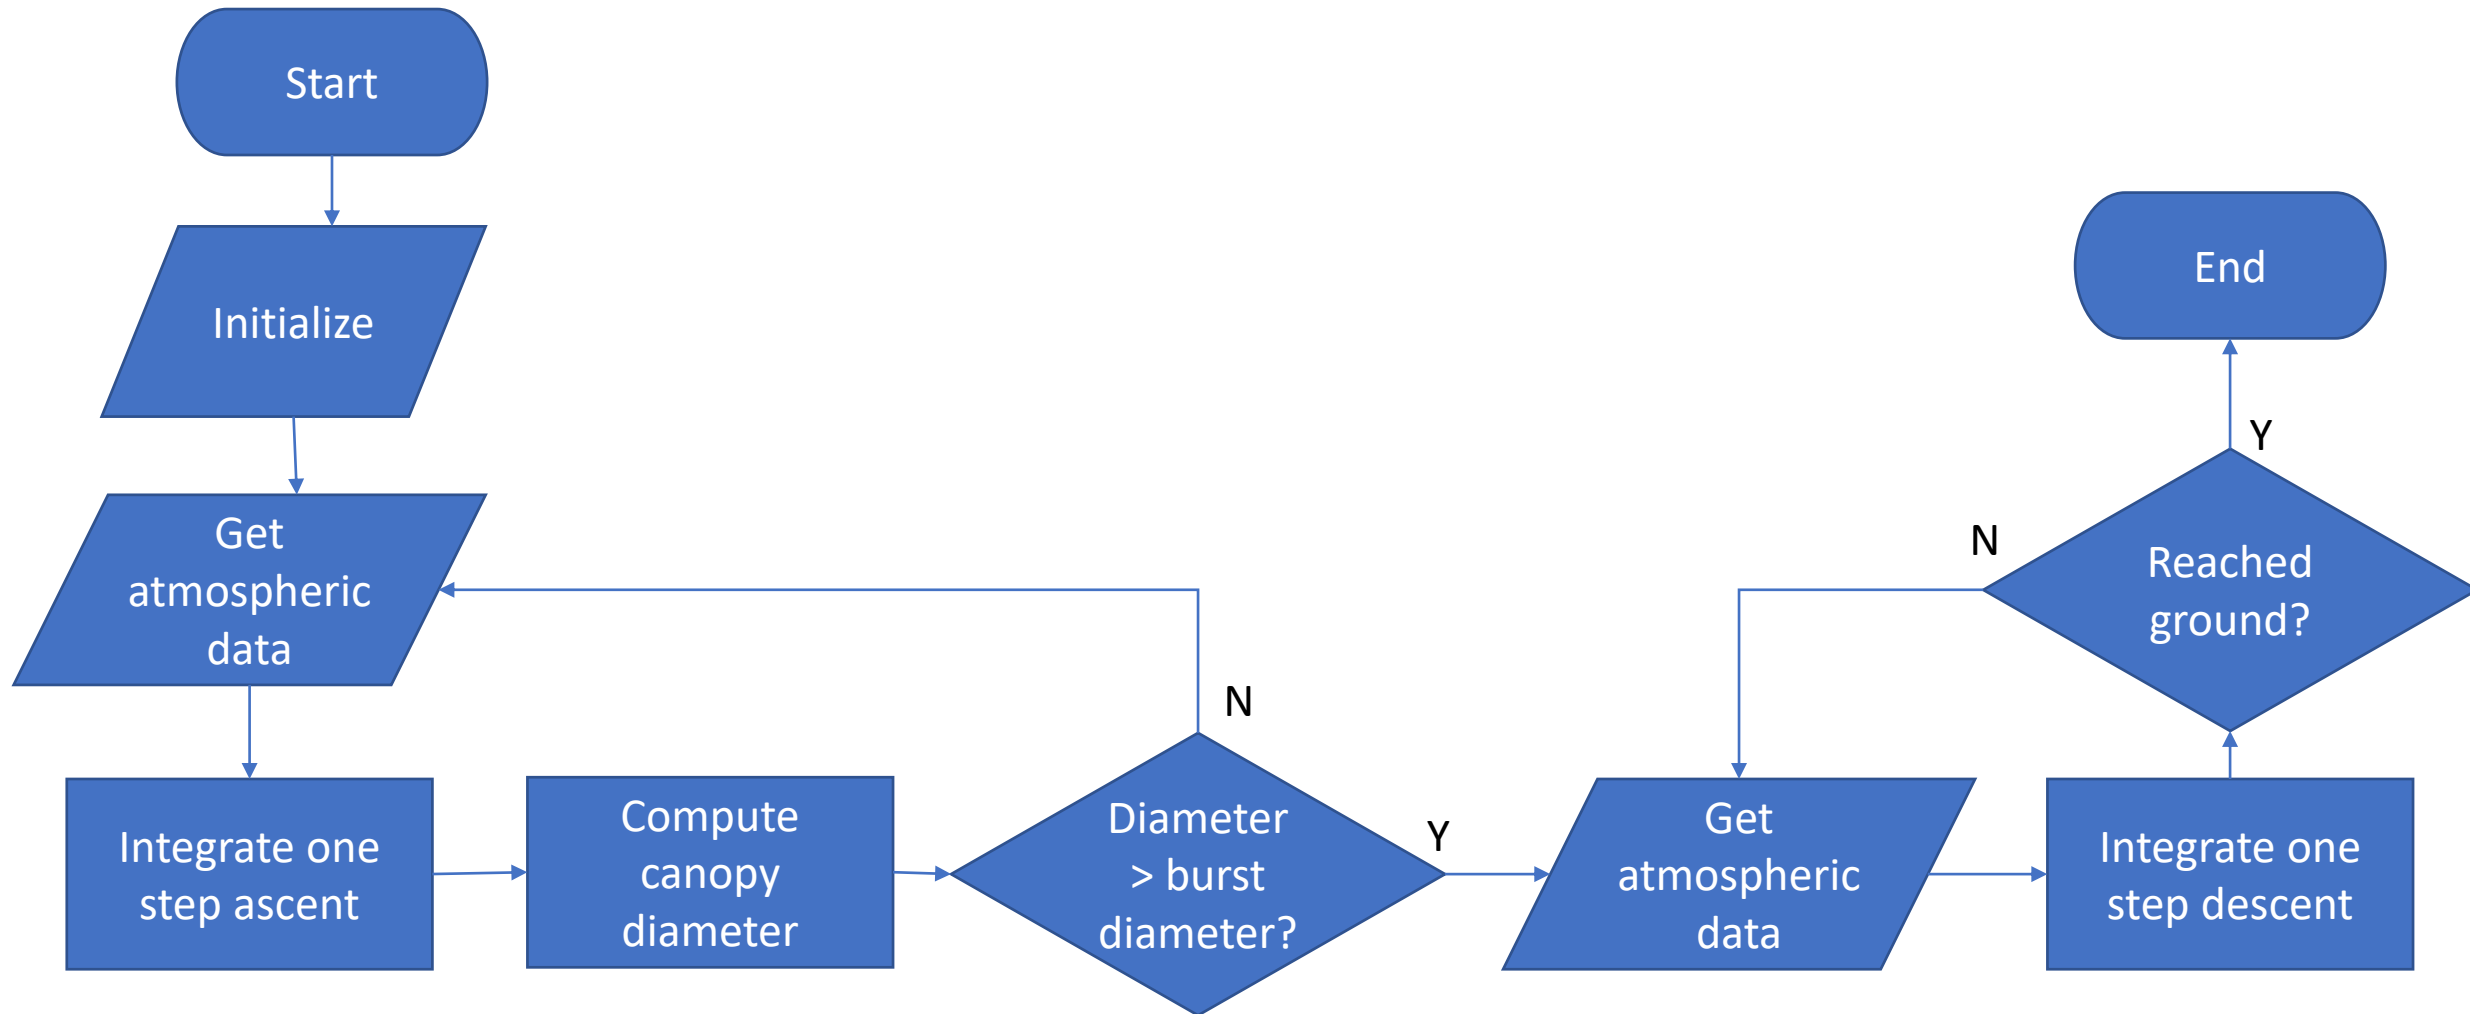 Start
Initialize
Get
atmospheric
data
Integrate one
step ascent
Compute
canopy
diameter
Diameter
> burst
diameter?
N
Y
Get
atmospheric
data
Integrate one
step descent
Reached
ground?
N
Y
End